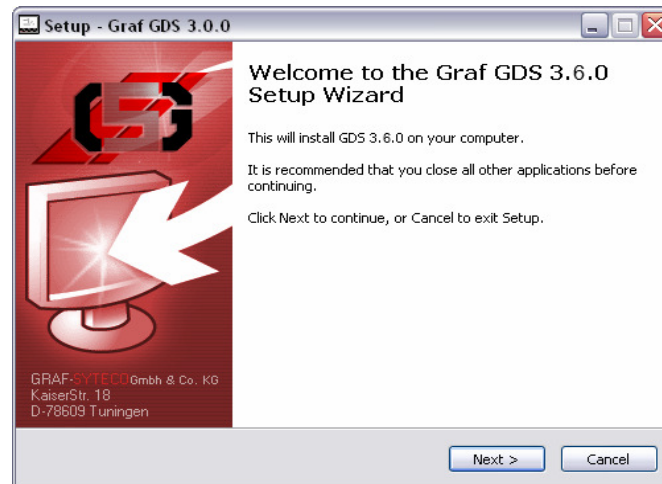 Setup - Graf GDS 3.0.0
Welcome to the Graf GDS 3.6.0
Setup Wizard
This will install GDS 3.6.0 on your computer.
It is recommended that you close all other applications before
continuing.
Click Next to continue, or Cancel to exit Setup.
GRAF-SYTECO Gmbh & Co. KG
KaiserStr. 18
D-78609 Tuningen
Next >
Cancel